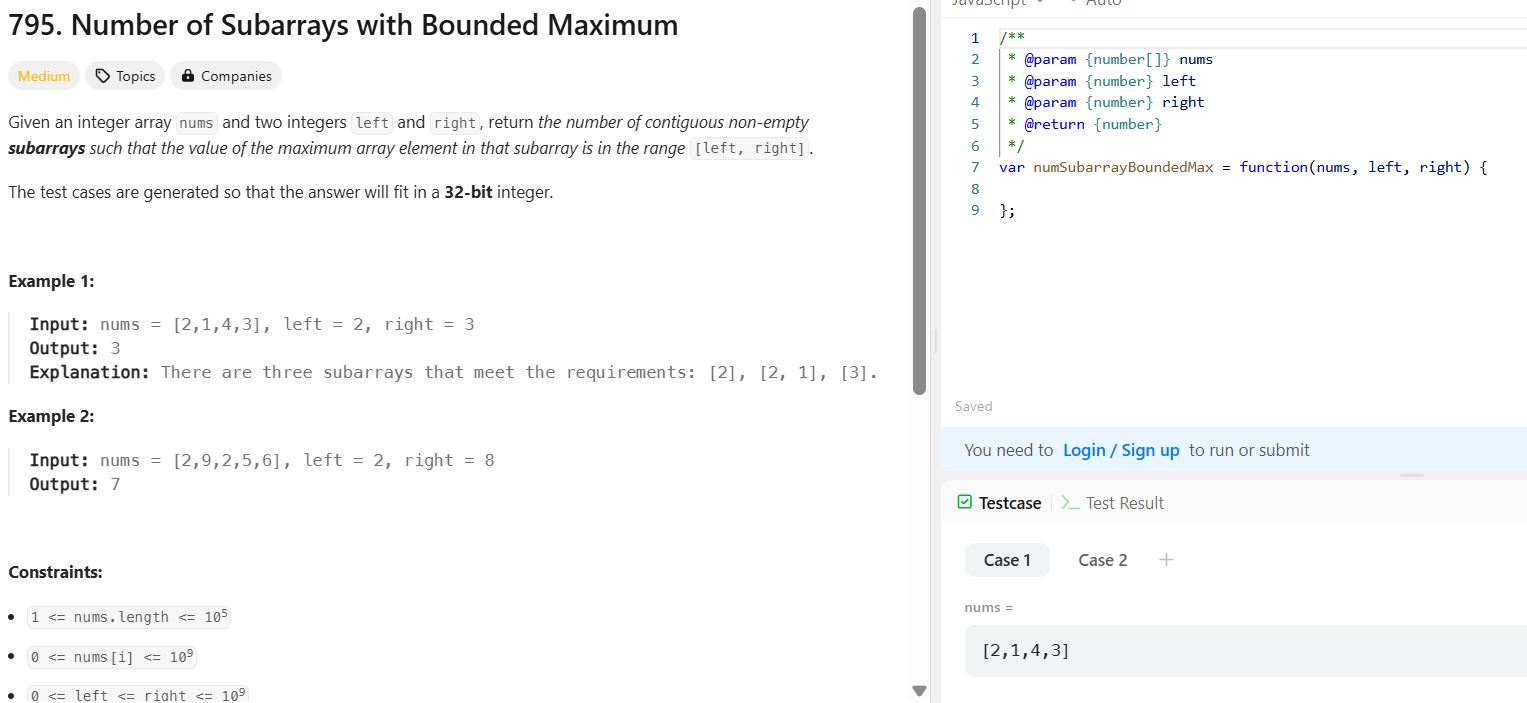 795. Number of Subarrays with Bounded Maximum
Medium Topics Companies
Given an integer array nums and two integers left and right, return the number of contiguous non-empty
subarrays such that the value of the maximum array element in that subarray is in the range [left, right].
The test cases are generated so that the answer will fit in a 32-bit integer.
Example 1:
Input: nums = [2,1,4,3], left = 2, right = 3
Output: 3
Explanation: There are three subarrays that meet the requirements: [2], [2, 1], [3].
Example 2:
Input: nums = [2,9,2,5,6], left = 2, right = 8
Output: 7
Constraints:
• 1 <= nums.length <= 10⁵
• 0 <= nums[i] <= 10⁹
• 0 <= left <= right <= 10⁹
JavaScript Auto
1 /**
2 * @param {number[]} nums
3 * @param {number} left
4 * @param {number} right
5 * @return {number}
6 */
7 var numSubarrayBoundedMax = function(nums, left, right) {
8
9 };
Saved
You need to Login / Sign up to run or submit
Testcase >_ Test Result
Case 1 Case 2 +
nums =
[2,1,4,3]